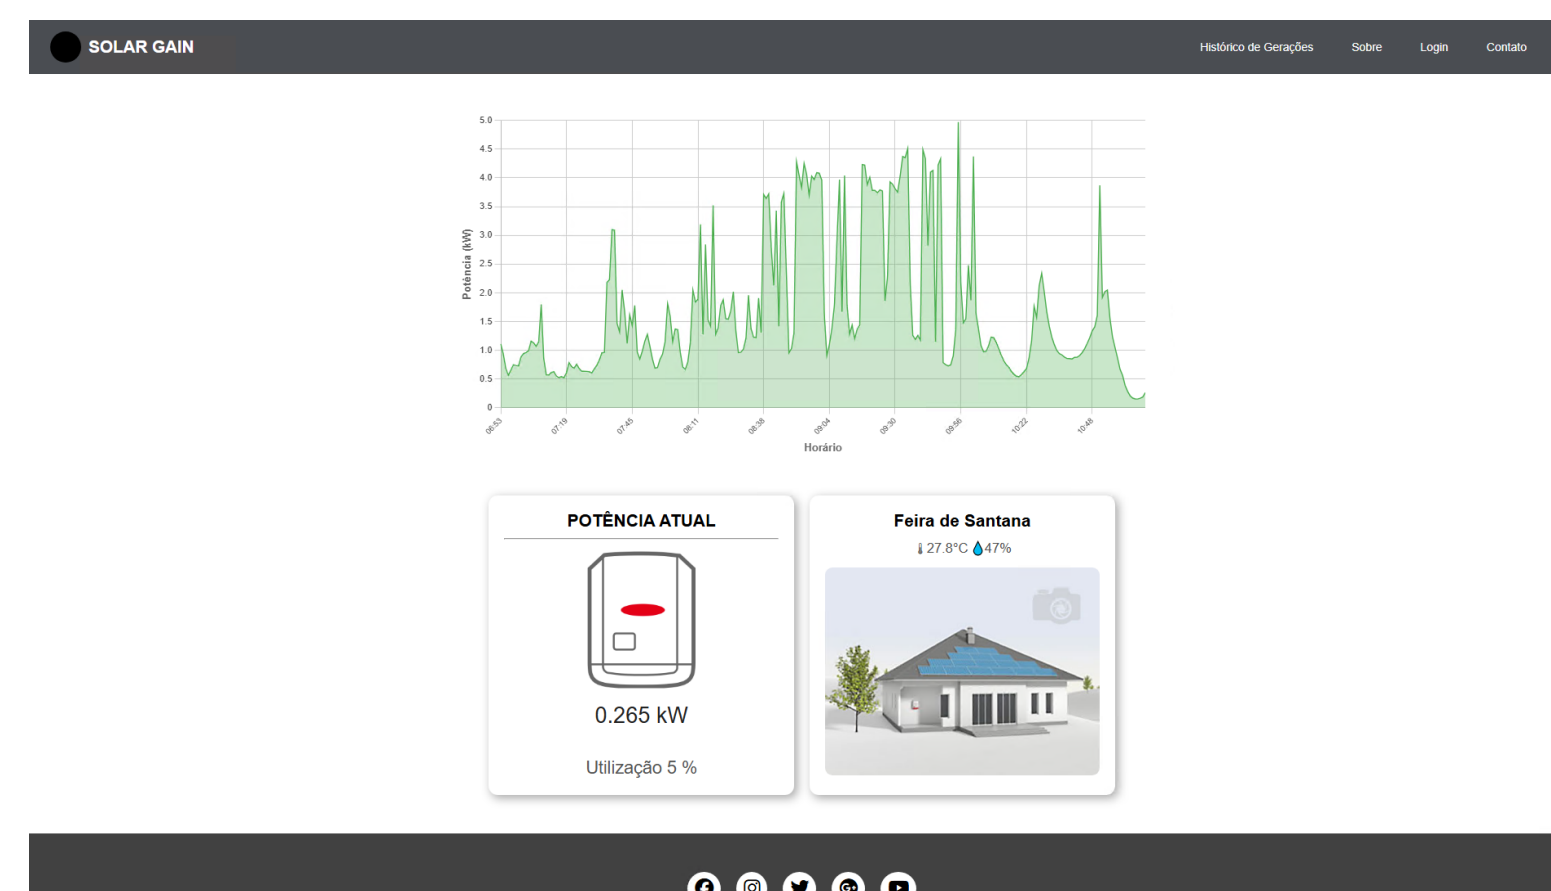 SOLAR GAIN
Histórico de Gerações Sobre Login Contato
5.0
4.5
4.0
3.5
3.0
2.5
2.0
1.5
1.0
0.5
0
Potência (kW)
06:53 07:19 07:45 08:11 08:38 09:04 09:30 09:56 10:22 10:48
Horário
POTÊNCIA ATUAL
0.265 kW
Utilização 5 %
Feira de Santana
27.8°C 47%